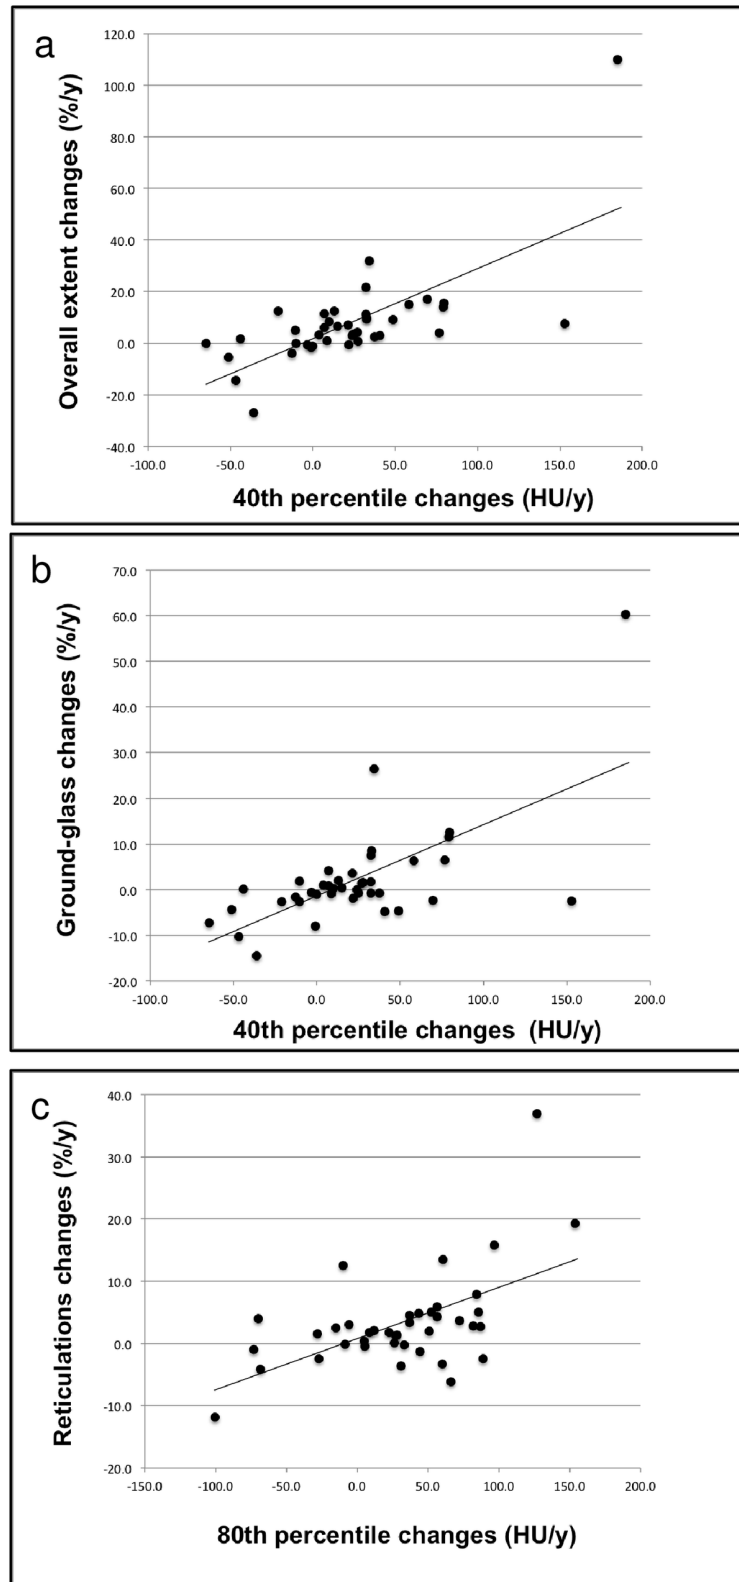 a
Overall extent changes (%/y)
120.0
100.0
80.0
60.0
40.0
20.0
0.0
-20.0
-40.0
-100.0 -50.0 0.0 50.0 100.0 150.0 200.0
40th percentile changes (HU/y)
b
Ground-glass changes (%/y)
70.0
60.0
50.0
40.0
30.0
20.0
10.0
0.0
-10.0
-20.0
-100.0 -50.0 0.0 50.0 100.0 150.0 200.0
40th percentile changes (HU/y)
c
Reticulations changes (%/y)
40.0
30.0
20.0
10.0
0.0
-10.0
-20.0
-150.0 -100.0 -50.0 0.0 50.0 100.0 150.0 200.0
80th percentile changes (HU/y)